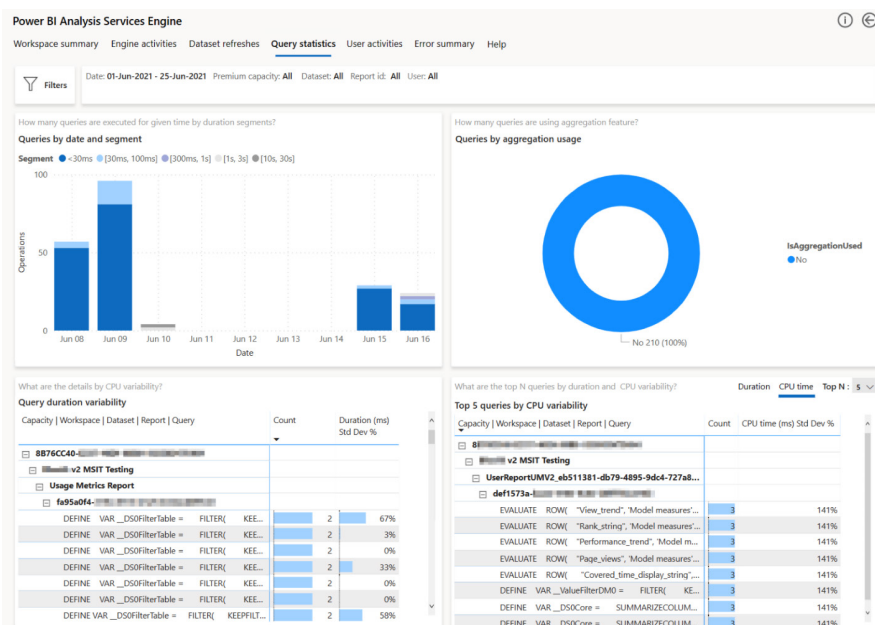 Power BI Analysis Services Engine
Workspace summary Engine activities Dataset refreshes Query statistics User activities Error summary Help
Filters
Date: 01-Jun-2021 - 25-Jun-2021 Premium capacity: All Dataset: All Report id: All User: All
How many queries are executed for given time by duration segments?
Queries by date and segment
Segment <30ms [30ms, 100ms] [300ms, 1s] [1s, 3s] [10s, 30s]
100
50
0
Operations
Jun 08 Jun 09 Jun 10 Jun 11 Jun 12 Jun 13 Jun 14 Jun 15 Jun 16
Date
How many queries are using aggregation feature?
Queries by aggregation usage
IsAggregationUsed
No
No 210 (100%)
What are the details by CPU variability?
Query duration variability
Capacity | Workspace | Dataset | Report | Query Count Duration (ms) Std Dev %
8B76CC40-
v2 MSIT Testing
Usage Metrics Report
fa95a0f4-
DEFINE VAR __DS0FilterTable = FILTER( KEE... 2 67%
DEFINE VAR __DS0FilterTable = FILTER( KEE... 2 3%
DEFINE VAR __DS0FilterTable = FILTER( KEE... 2 0%
DEFINE VAR __DS0FilterTable = FILTER( KEE... 2 33%
DEFINE VAR __DS0FilterTable = FILTER( KEE... 2 0%
DEFINE VAR __DS0FilterTable = FILTER( KEE... 2 0%
DEFINE VAR __DS0FilterTable = FILTER( KEEPFILT... 2 58%
What are the top N queries by duration and CPU variability?
Duration CPU time Top N : 5
Top 5 queries by CPU variability
Capacity | Workspace | Dataset | Report | Query Count CPU time (ms) Std Dev %
v2 MSIT Testing
UserReportUMV2_eb511381-db79-4895-9dc4-727a8...
def1573a-
EVALUATE ROW( "View_trend", 'Model measures'... 3 141%
EVALUATE ROW( "Rank_string", 'Model measures'... 3 141%
EVALUATE ROW( "Performance_trend", 'Model m... 3 141%
EVALUATE ROW( "Page_views", 'Model measures'... 3 141%
EVALUATE ROW( "Covered_time_display_string",... 3 141%
DEFINE VAR __ValueFilterDM0 = FILTER( KE... 3 141%
DEFINE VAR __DS0Core = SUMMARIZECOLUM... 3 141%
DEFINE VAR __DS0Core = SUMMARIZECOLUM... 3 141%